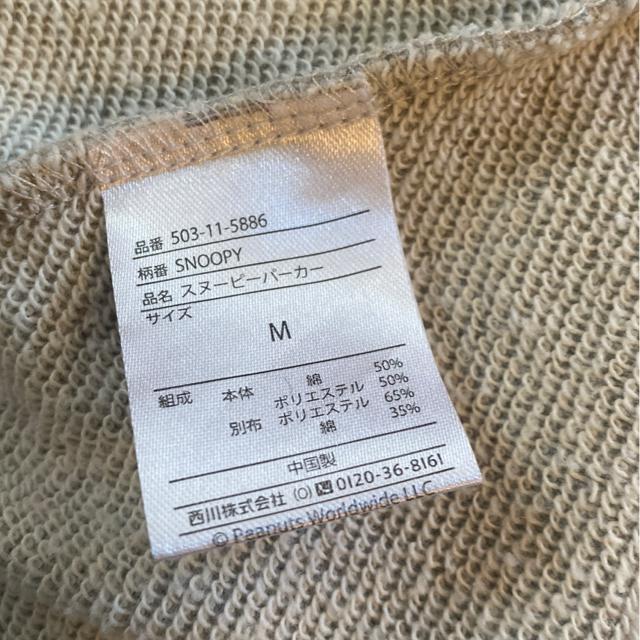 品番 503-11-5886
柄番 SNOOPY
品名 スヌーピーパーカー
サイズ
M
組成 本体 綿 50%
ポリエステル 50%
別布 ポリエステル 65%
綿 35%
中国製
西川株式会社 (O) 0120-36-8161
© Peanuts Worldwide LLC